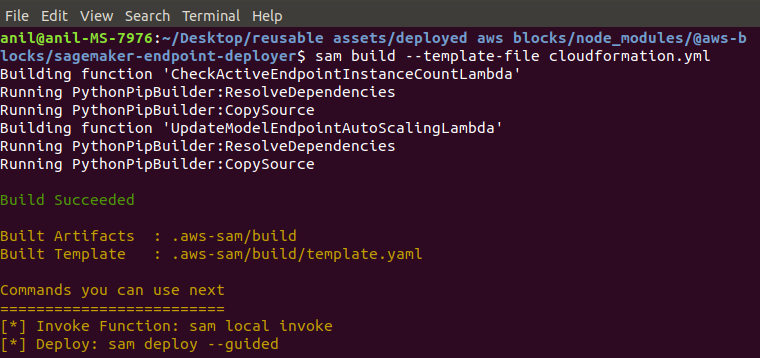 File Edit View Search Terminal Help
anil@anil-MS-7976:~/Desktop/reusable assets/deployed aws blocks/node_modules/@aws-b
locks/sagemaker-endpoint-deployer$ sam build --template-file cloudformation.yml
Building function 'CheckActiveEndpointInstanceCountLambda'
Running PythonPipBuilder:ResolveDependencies
Running PythonPipBuilder:CopySource
Building function 'UpdateModelEndpointAutoScalingLambda'
Running PythonPipBuilder:ResolveDependencies
Running PythonPipBuilder:CopySource
Build Succeeded
Built Artifacts  : .aws-sam/build
Built Template   : .aws-sam/build/template.yaml
Commands you can use next
=========================
[*] Invoke Function: sam local invoke
[*] Deploy: sam deploy --guided